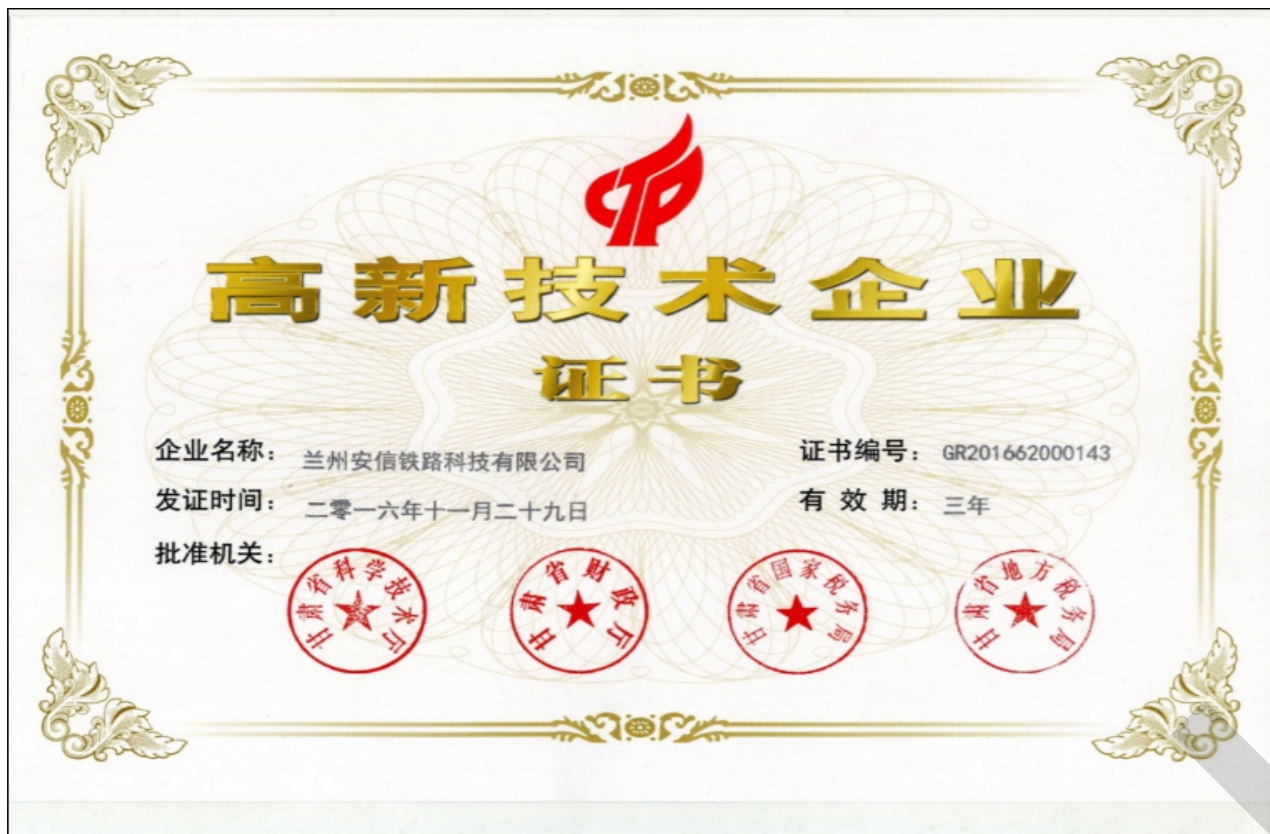 高新技术企业
证书
企业名称：兰州安信铁路科技有限公司
证书编号：GR201662000143
发证时间：二零一六年十一月二十九日
有效期：三年
批准机关：
甘肃省科学技术厅
甘肃省财政厅
甘肃省国家税务局
甘肃省地方税务局